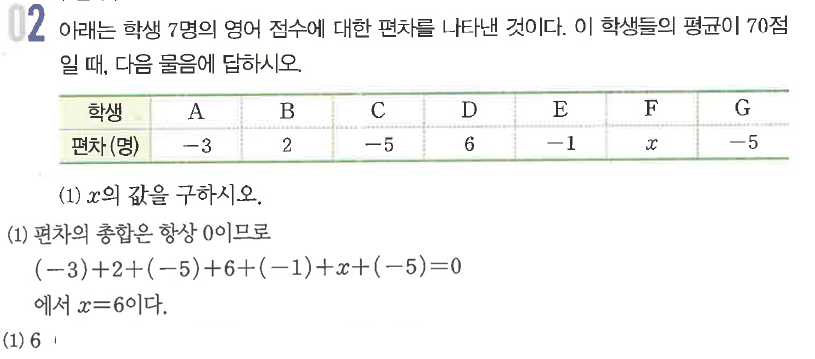 02 아래는 학생 7명의 영어 점수에 대한 편차를 나타낸 것이다. 이 학생들의 평균이 70점
일 때, 다음 물음에 답하시오.
학생 A B C D E F G
편차(명) -3 2 -5 6 -1 x -5
(1) x의 값을 구하시오.
(1) 편차의 총합은 항상 0이므로
(-3)+2+(-5)+6+(-1)+x+(-5)=0
에서 x=6이다.
(1) 6